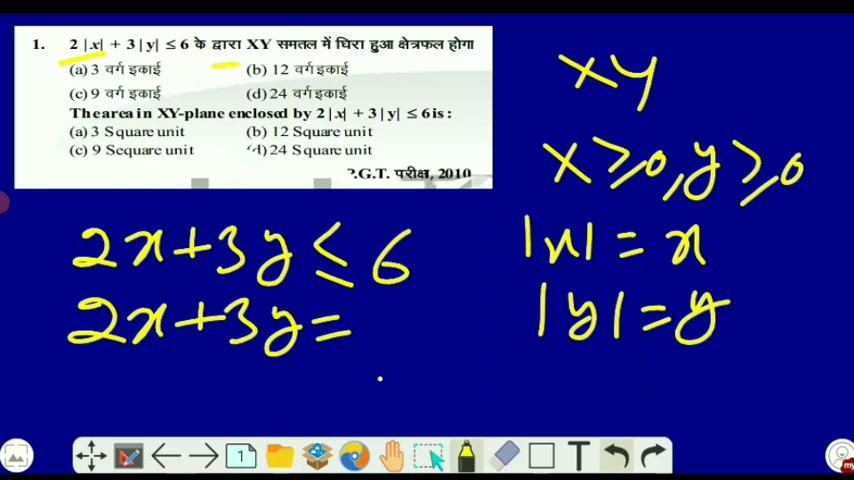 1. 2 |x| + 3 | y| ≤ 6 के द्वारा XY समतल में घिरा हुआ क्षेत्रफल होगा
(a) 3 वर्ग इकाई (b) 12 वर्ग इकाई
(c) 9 वर्ग इकाई (d) 24 वर्ग इकाई
The area in XY-plane enclosed by 2 | x| + 3 | y| ≤ 6 is :
(a) 3 Square unit (b) 12 Square unit
(c) 9 Sequare unit (d) 24 Square unit
P.G.T. परीक्ष, 2010
XY
x ≥ 0, y ≥ 0
2x + 3y ≤ 6
|x| = x
2x + 3y =
|y| = y
1
T
my